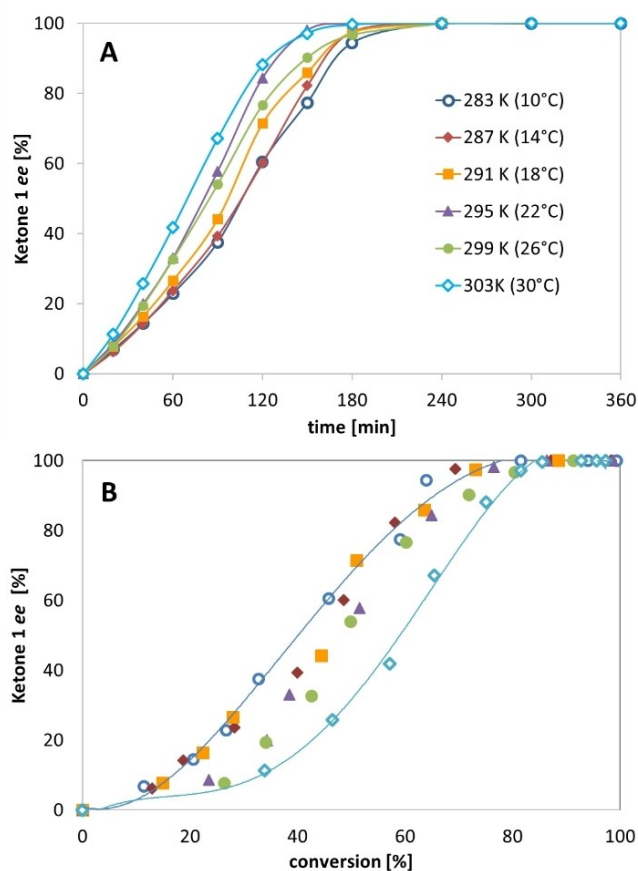 A
Ketone 1 ee [%]
100
80
60
40
20
0
283 K (10°C)
287 K (14°C)
291 K (18°C)
295 K (22°C)
299 K (26°C)
303K (30°C)
0 60 120 180 240 300 360
time [min]
B
Ketone 1 ee [%]
100
80
60
40
20
0
0 20 40 60 80 100
conversion [%]